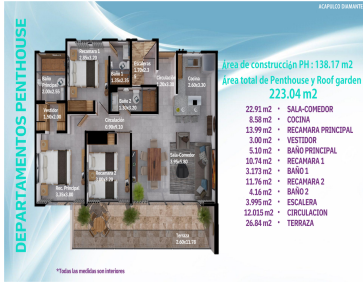 ACAPULCO DIAMANTE
DEPARTAMENTOS PENTHOUSE
Área de construcción PH : 138.17 m2
Área total de Penthouse y Roof garden
223.04 m2
22.91 m2 • SALA-COMEDOR
8.58 m2 • COCINA
13.99 m2 • RECAMARA PRINCIPAL
3.00 m2 • VESTIDOR
5.10 m2 • BAÑO PRINCIPAL
10.74 m2 • RECAMARA 1
3.173 m2 • BAÑO 1
11.76 m2 • RECAMARA 2
4.16 m2 • BAÑO 2
3.995 m2 • ESCALERA
12.015 m2 • CIRCULACION
26.84 m2 • TERRAZA
Recamara 1
Baño
Principal
Baño 1
Escalera
Circulación
Cocina
2.60x3.30
Vestidor
Baño 2
Circulación
Rec. Principal
Recamara 2
Sala-Comedor
Terraza
*Todas las medidas son interiores